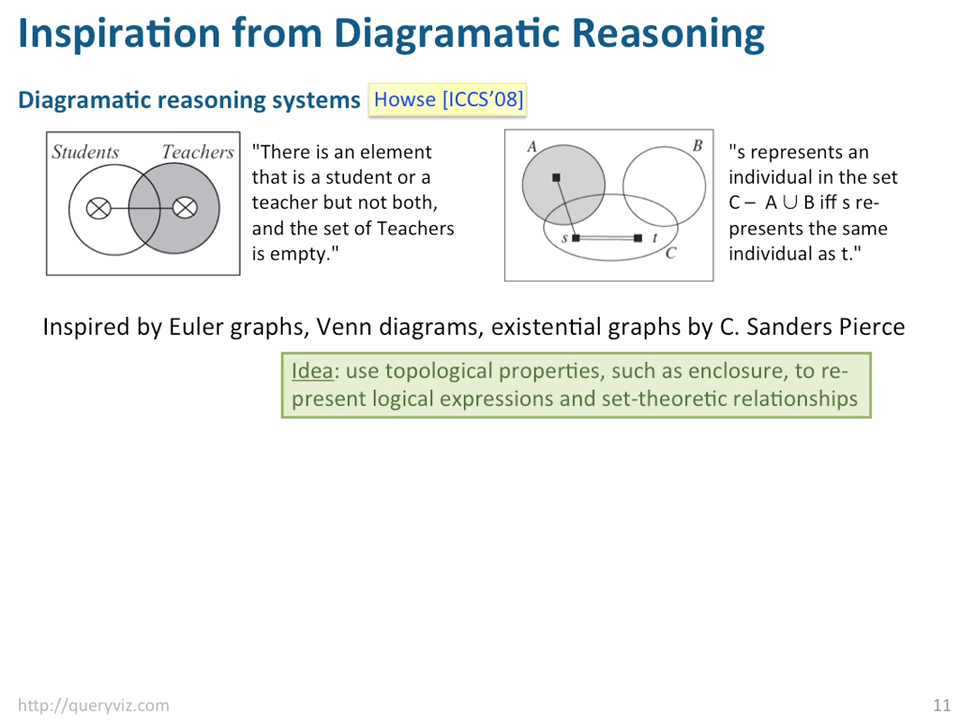 Inspiration from Diagramatic Reasoning
Diagramatic reasoning systems Howse [ICCS'08]
Students Teachers
"There is an element
that is a student or a
teacher but not both,
and the set of Teachers
is empty."
A B
s t
C
"s represents an
individual in the set
C – A ∪ B iff s re-
presents the same
individual as t."
Inspired by Euler graphs, Venn diagrams, existential graphs by C. Sanders Pierce
Idea: use topological properties, such as enclosure, to re-
present logical expressions and set-theoretic relationships
http://queryviz.com
11